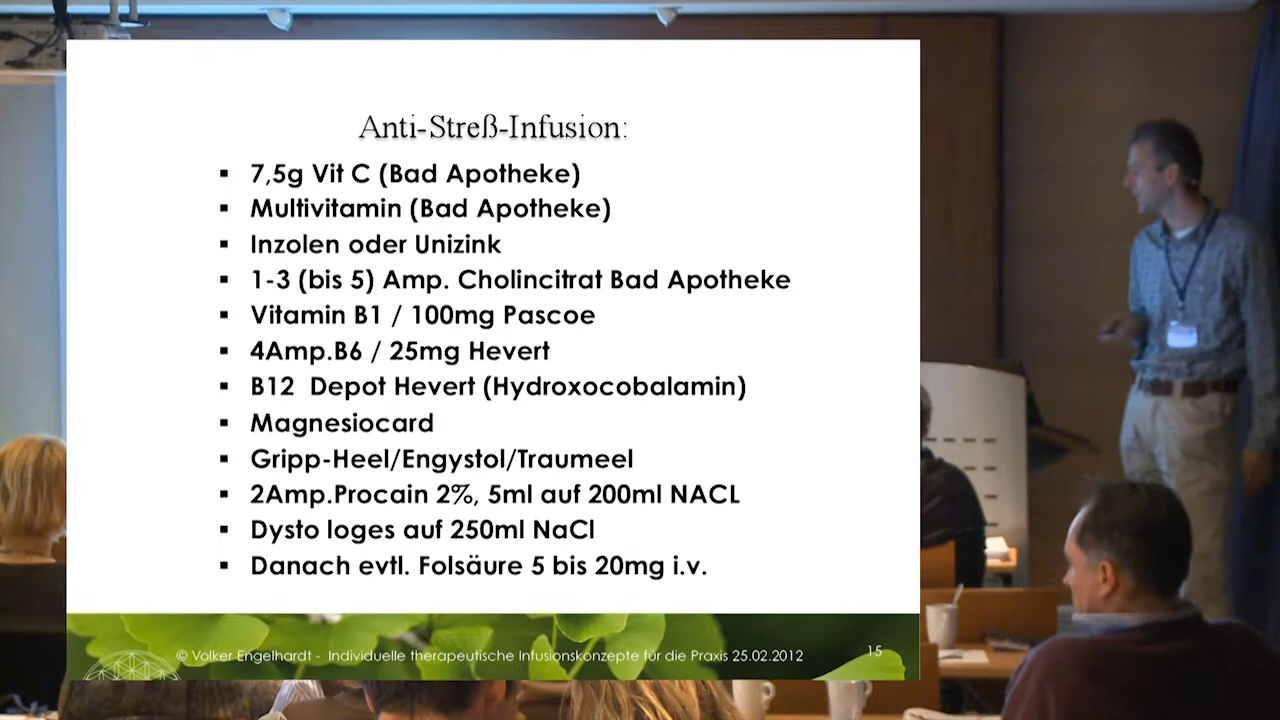 Anti-Streß-Infusion:
▪ 7,5g Vit C (Bad Apotheke)
▪ Multivitamin (Bad Apotheke)
▪ Inzolen oder Unizink
▪ 1-3 (bis 5) Amp. Cholincitrat Bad Apotheke
▪ Vitamin B1 / 100mg Pascoe
▪ 4Amp.B6 / 25mg Hevert
▪ B12  Depot Hevert (Hydroxocobalamin)
▪ Magnesiocard
▪ Gripp-Heel/Engystol/Traumeel
▪ 2Amp.Procain 2%, 5ml auf 200ml NACL
▪ Dysto loges auf 250ml NaCl
▪ Danach evtl. Folsäure 5 bis 20mg i.v.
© Volker Engelhardt -  Individuelle therapeutische Infusionskonzepte für die Praxis 25.02.2012
15